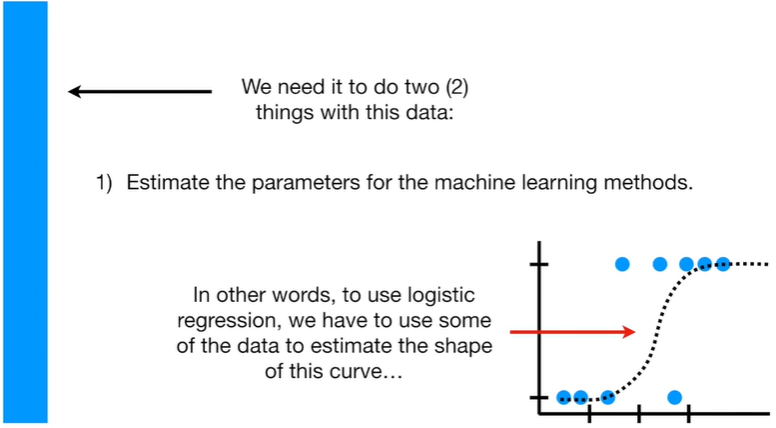 We need it to do two (2)
things with this data:
1) Estimate the parameters for the machine learning methods.
In other words, to use logistic
regression, we have to use some
of the data to estimate the shape
of this curve…